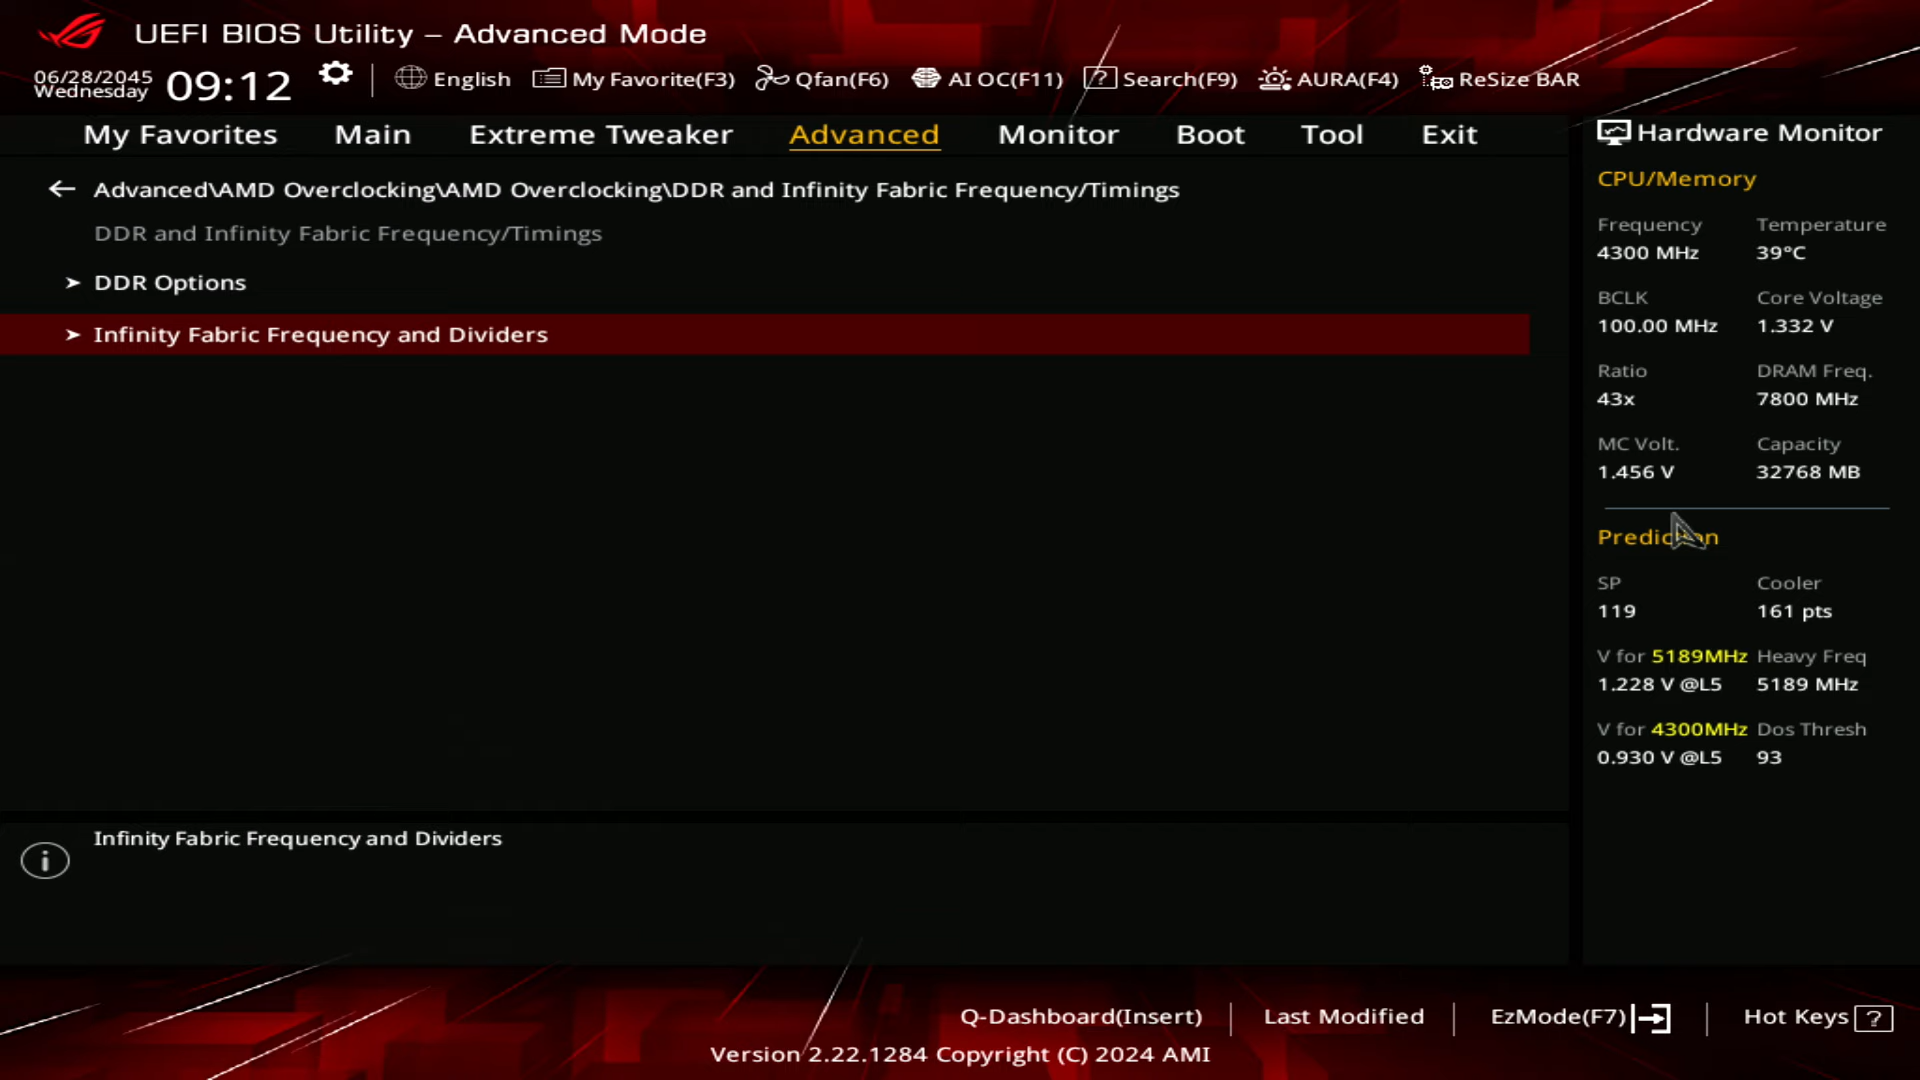 UEFI BIOS Utility – Advanced Mode
06/28/2045
Wednesday
09:12
English
My Favorite(F3)
Qfan(F6)
AI OC(F11)
Search(F9)
AURA(F4)
ReSize BAR
My Favorites
Main
Extreme Tweaker
Advanced
Monitor
Boot
Tool
Exit
Advanced\AMD Overclocking\AMD Overclocking\DDR and Infinity Fabric Frequency/Timings
DDR and Infinity Fabric Frequency/Timings
DDR Options
Infinity Fabric Frequency and Dividers
Infinity Fabric Frequency and Dividers
Hardware Monitor
CPU/Memory
Frequency Temperature
4300 MHz 39°C
BCLK Core Voltage
100.00 MHz 1.332 V
Ratio DRAM Freq.
43x 7800 MHz
MC Volt. Capacity
1.456 V 32768 MB
Prediction
SP Cooler
119 161 pts
V for 5189MHz Heavy Freq
1.228 V @L5 5189 MHz
V for 4300MHz Dos Thresh
0.930 V @L5 93
Q-Dashboard(Insert)
Last Modified
EzMode(F7)
Hot Keys ?
Version 2.22.1284 Copyright (C) 2024 AMI